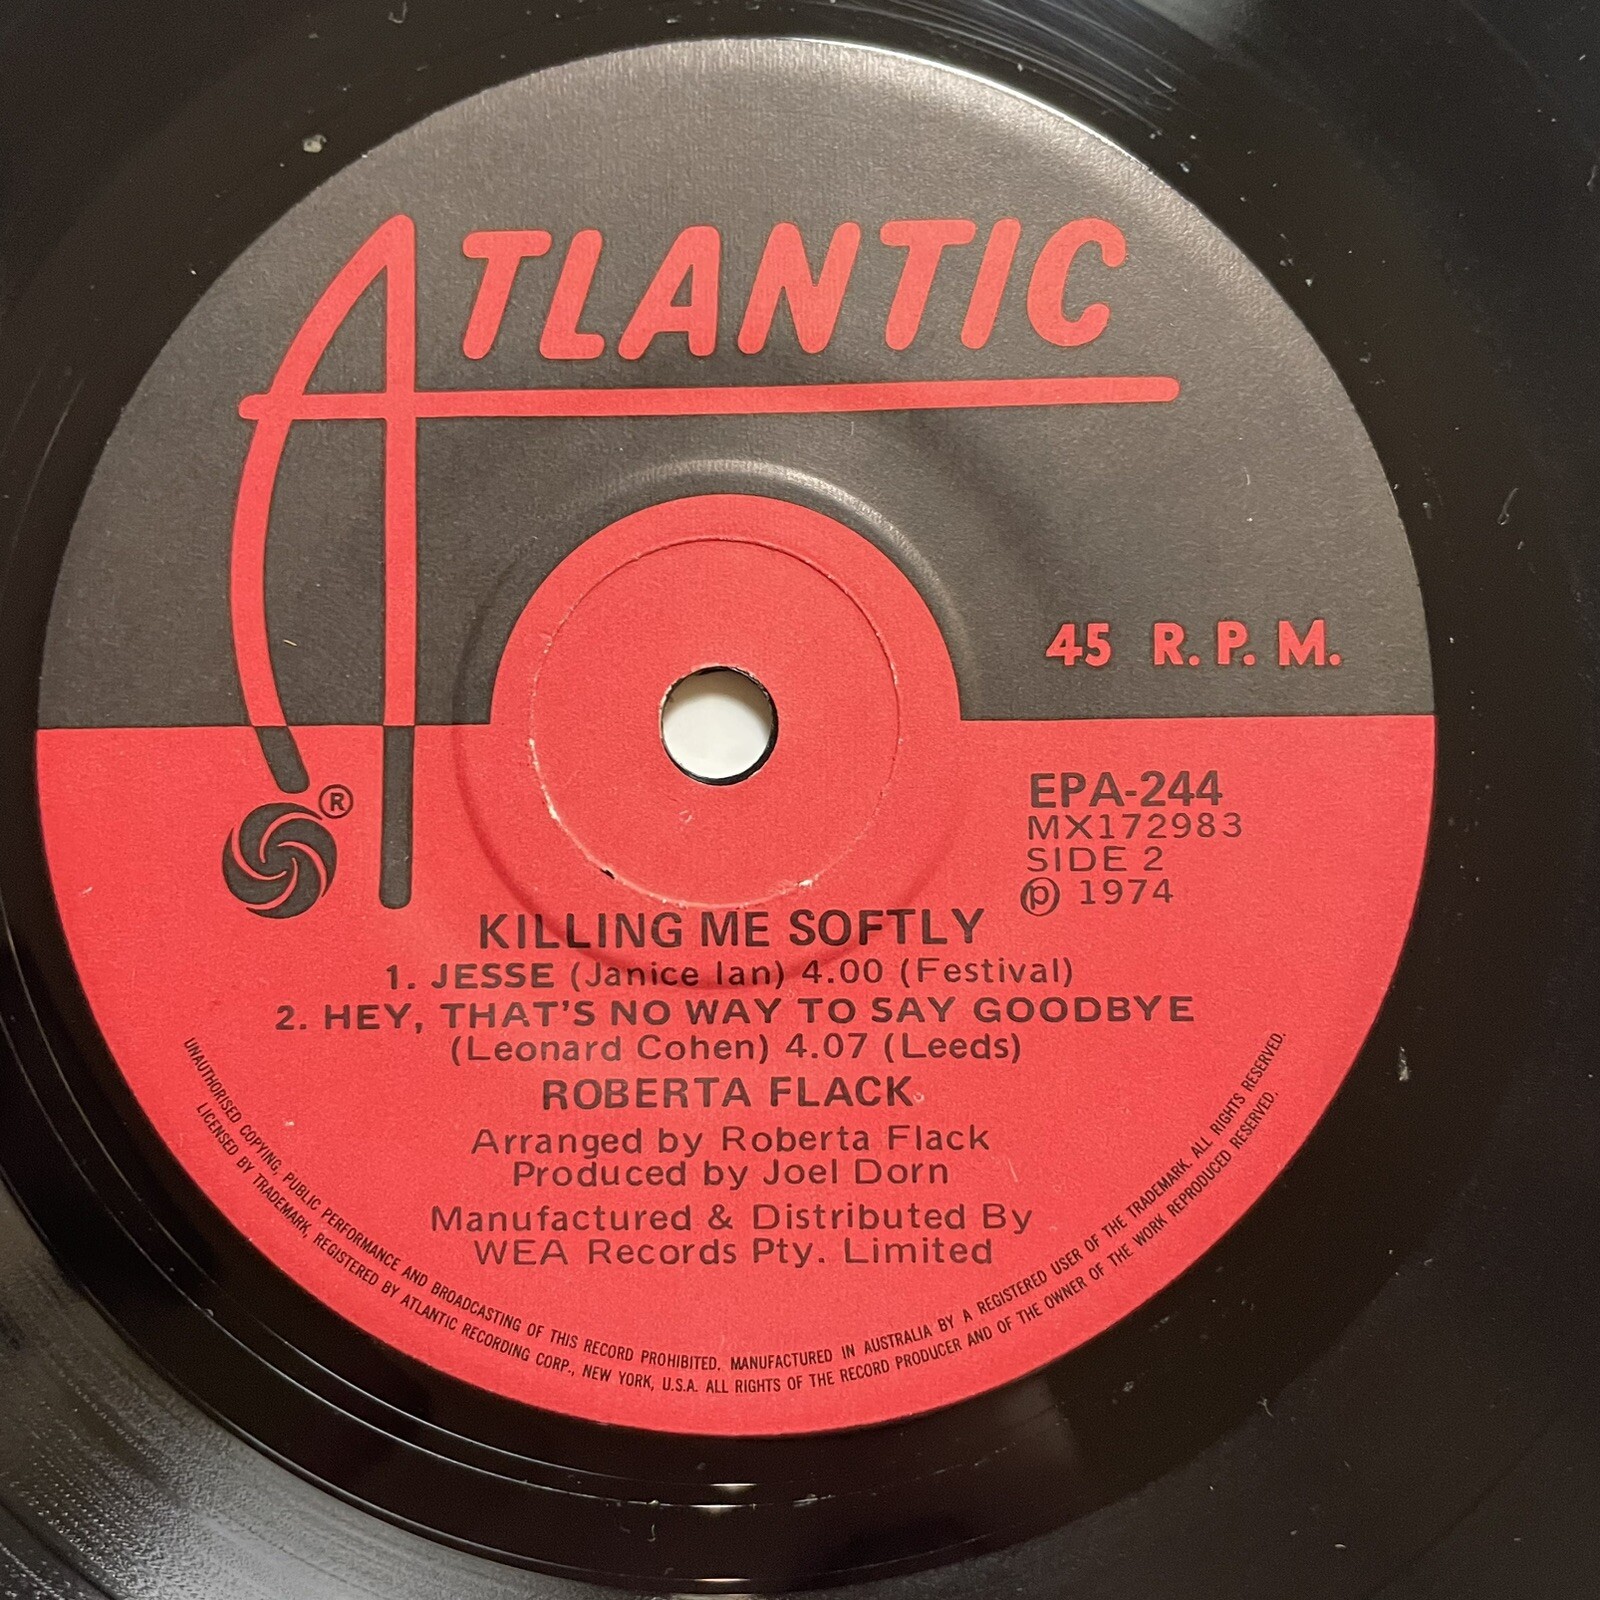 ATLANTIC
45 R.P.M.
®
EPA-244
MX172983
SIDE 2
℗ 1974
KILLING ME SOFTLY
1. JESSE (Janice Ian) 4.00 (Festival)
2. HEY, THAT'S NO WAY TO SAY GOODBYE
(Leonard Cohen) 4.07 (Leeds)
ROBERTA FLACK
Arranged by Roberta Flack
Produced by Joel Dorn
Manufactured & Distributed By
WEA Records Pty. Limited
UNAUTHORISED COPYING, PUBLIC PERFORMANCE AND BROADCASTING OF THIS RECORD PROHIBITED. MANUFACTURED IN AUSTRALIA BY A REGISTERED USER OF THE TRADEMARK. ALL RIGHTS RESERVED.
LICENSED BY TRADEMARK, REGISTERED BY ATLANTIC RECORDING CORP., NEW YORK, U.S.A. ALL RIGHTS OF THE RECORD PRODUCER AND OF THE OWNER OF THE WORK REPRODUCED RESERVED.